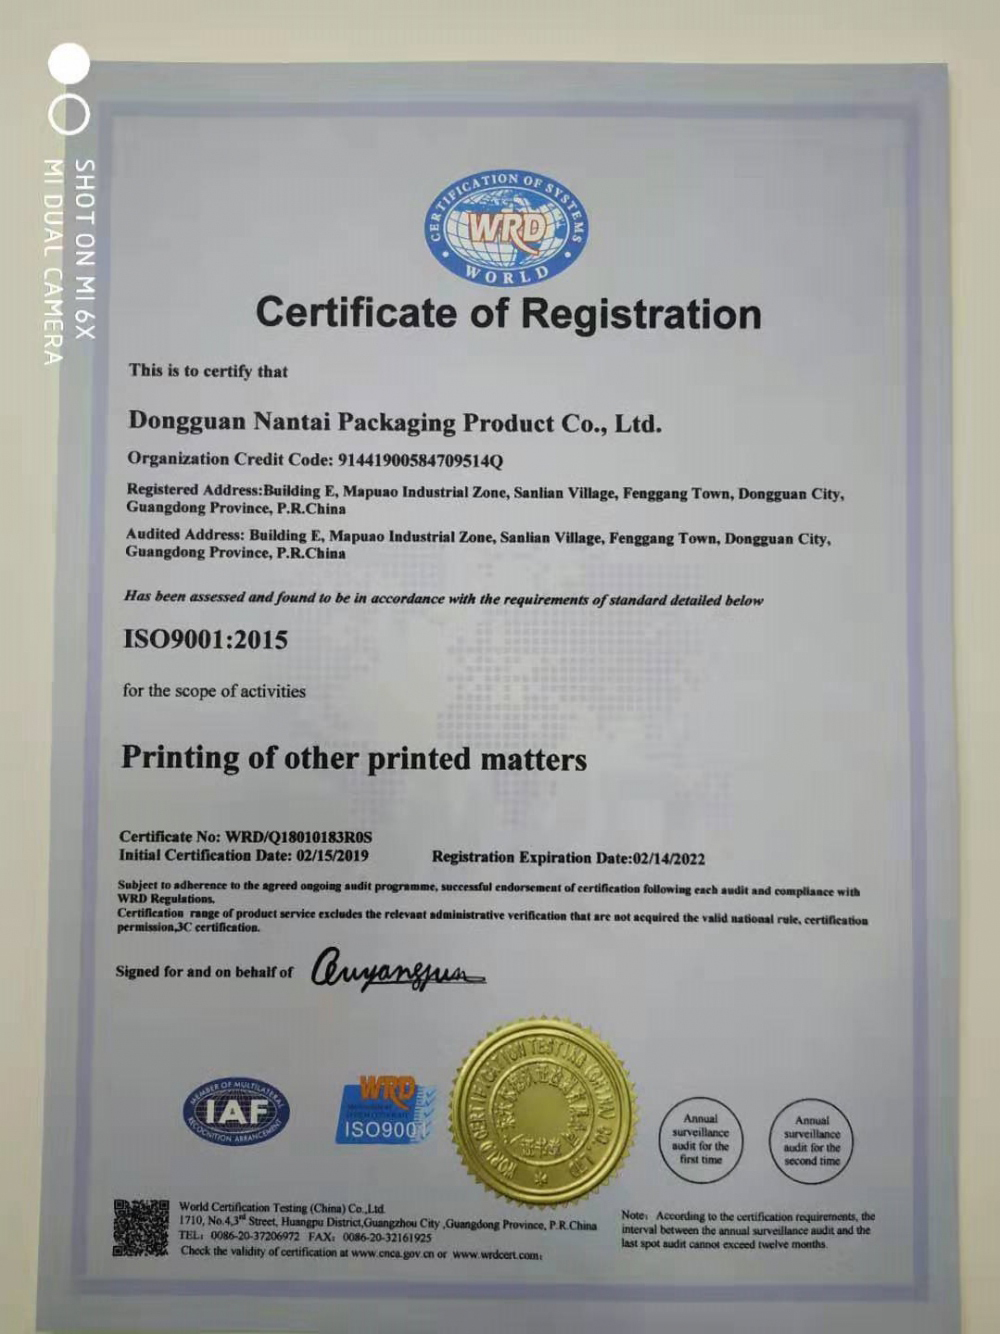 SHOT ON MI 6X
MI DUAL CAMERA
CERTIFICATION OF SYSTEMS
WRD
WORLD
Certificate of Registration
This is to certify that
Dongguan Nantai Packaging Product Co., Ltd.
Organization Credit Code: 91441900584709514Q
Registered Address:Building E, Mapuao Industrial Zone, Sanlian Village, Fenggang Town, Dongguan City,
Guangdong Province, P.R.China
Audited Address: Building E, Mapuao Industrial Zone, Sanlian Village, Fenggang Town, Dongguan City,
Guangdong Province, P.R.China
Has been assessed and found to be in accordance with the requirements of standard detailed below
ISO9001:2015
for the scope of activities
Printing of other printed matters
Certificate No: WRD/Q18010183R0S
Initial Certification Date: 02/15/2019 Registration Expiration Date:02/14/2022
Subject to adherence to the agreed ongoing audit programme, successful endorsement of certification following each audit and compliance with
WRD Regulations.
Certification range of product service excludes the relevant administrative verification that are not acquired the valid national rule, certification
permission,3C certification.
Signed for and on behalf of Ouyangjun
MEMBER OF MULTILATERAL
IAF
RECOGNITION ARRANGEMENT
WRD
ISO9001
WORLD CERTIFICATION TESTING (CHINA) CO., LTD
Annual
surveillance
audit for the
first time
Annual
surveillance
audit for the
second time
World Certification Testing (China) Co.,Ltd
1710, No.4,3rd Street, Huangpu District,Guangzhou City ,Guangdong Province, P.R.China
TEL: 0086-20-37206972 FAX: 0086-20-32161925
Check the validity of certification at www.cnca.gov.cn or www.wrdcert.com;
Note: According to the certification requirements, the
interval between the annual surveillance audit and the
last spot audit cannot exceed twelve months.